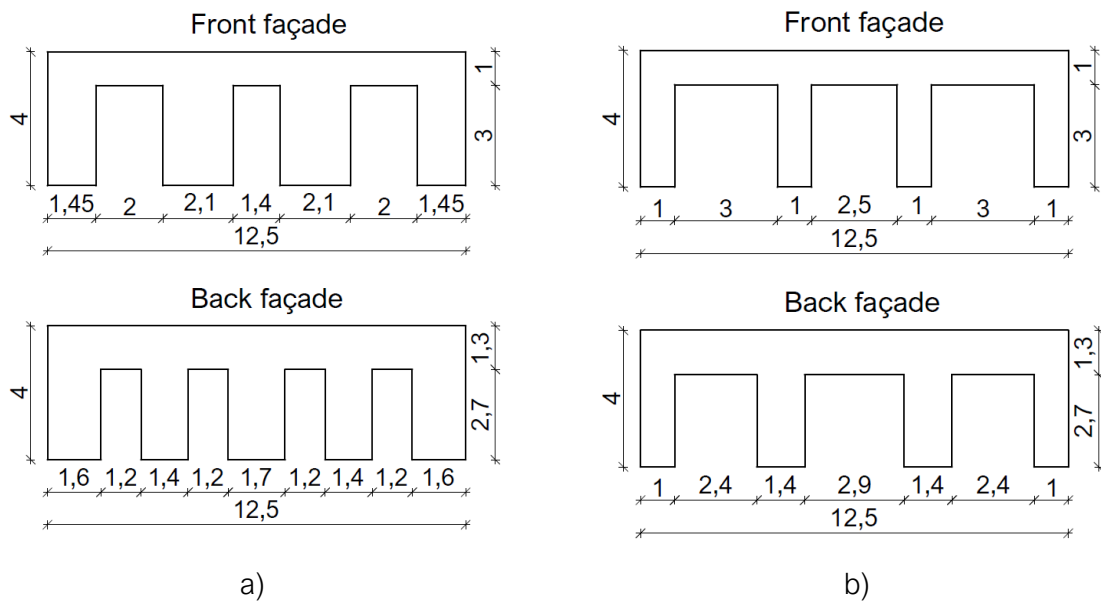 Front façade
4
1
3
1,45 2 2,1 1,4 2,1 2 1,45
12,5
Back façade
4
1,3
2,7
1,6 1,2 1,4 1,2 1,7 1,2 1,4 1,2 1,6
12,5
a)
Front façade
4
1
3
1 3 1 2,5 1 3 1
12,5
Back façade
4
1,3
2,7
1 2,4 1,4 2,9 1,4 2,4 1
12,5
b)